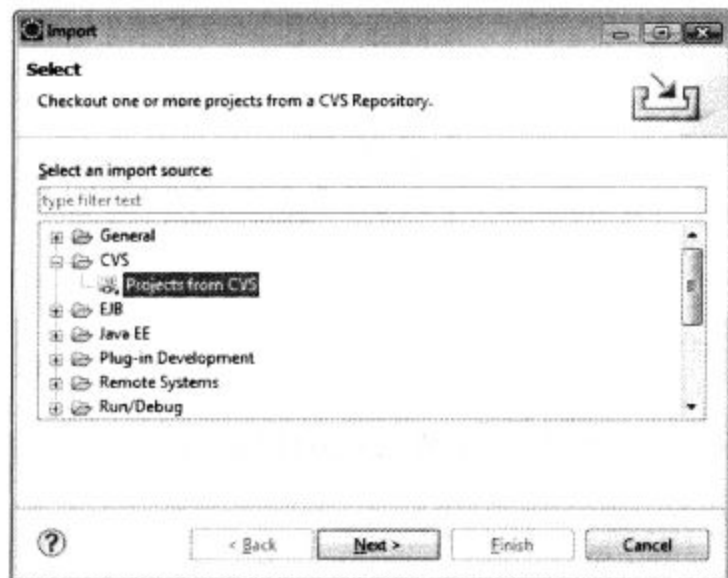 Import
Select
Checkout one or more projects from a CVS Repository.
Select an import source:
type filter text
General
CVS
Projects from CVS
EJB
Java EE
Plug-in Development
Remote Systems
Run/Debug
?
< Back
Next >
Finish
Cancel